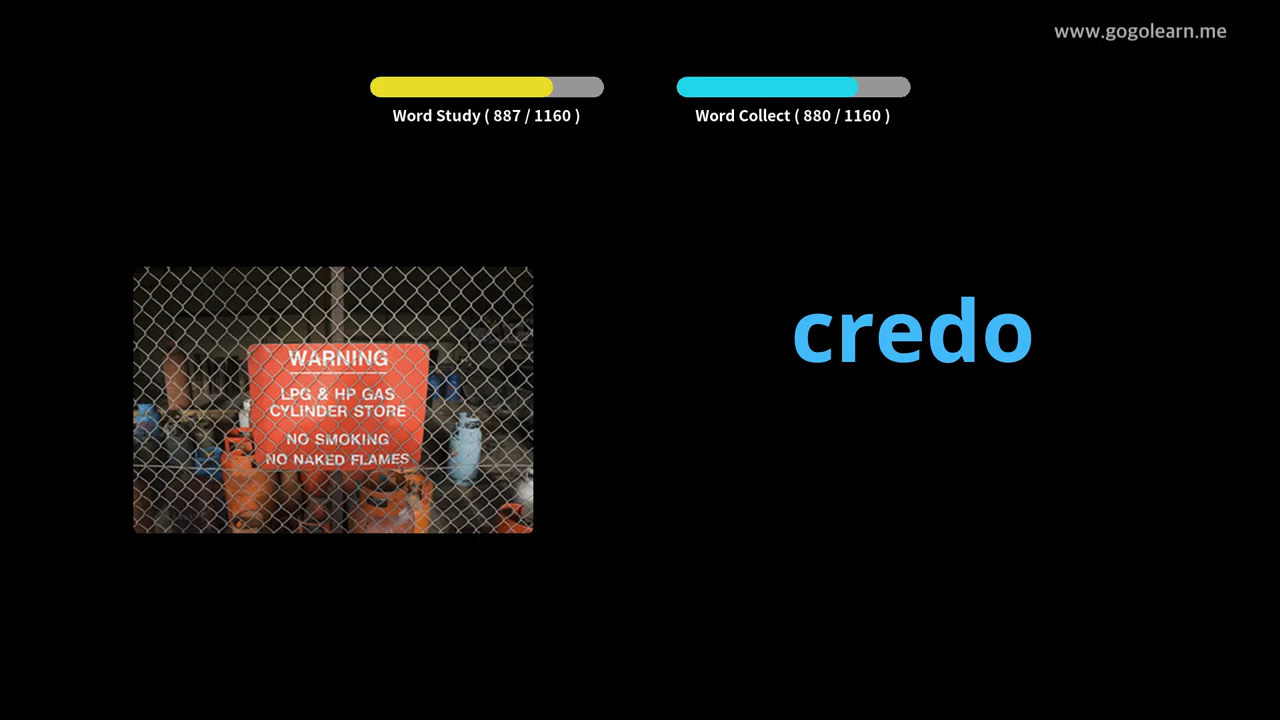 www.gogolearn.me
Word Study ( 887 / 1160 )
Word Collect ( 880 / 1160 )
WARNING
LPG & HP GAS
CYLINDER STORE
NO SMOKING
NO NAKED FLAMES
credo